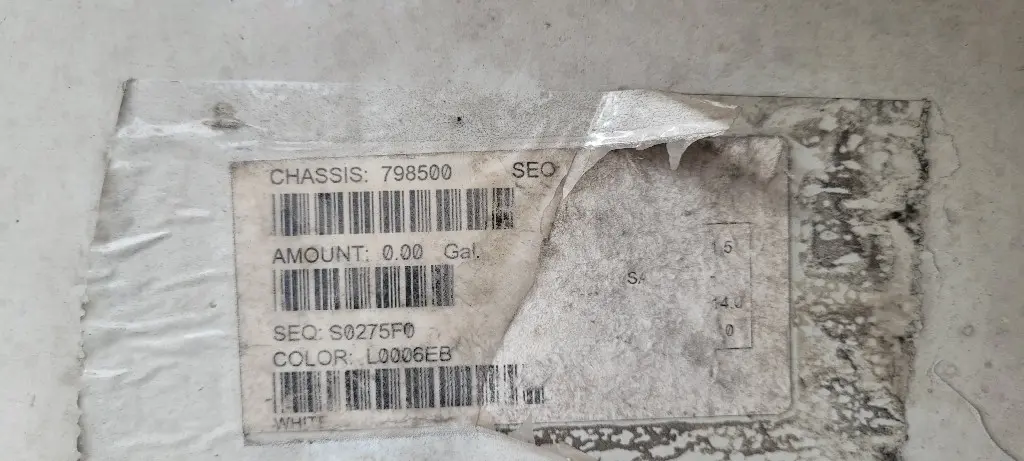 CHASSIS: 798500 SEQ
AMOUNT: 0.00 Gal.
SEQ: S0275F0
COLOR: L0006EB
WHITE